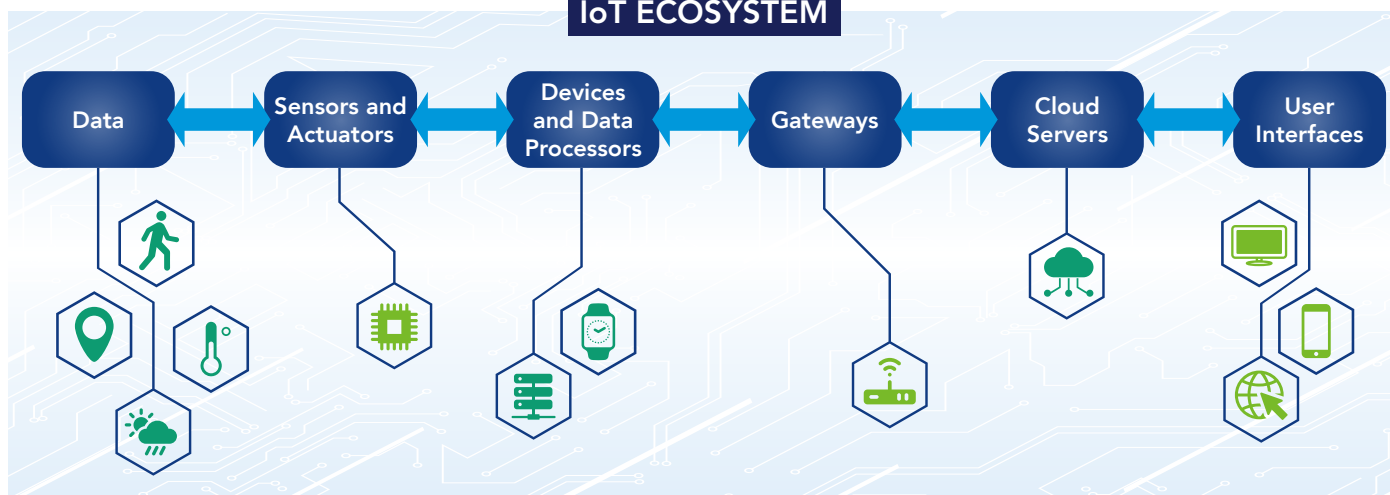 IoT ECOSYSTEM
Data
Sensors and
Actuators
Devices
and Data
Processors
Gateways
Cloud
Servers
User
Interfaces